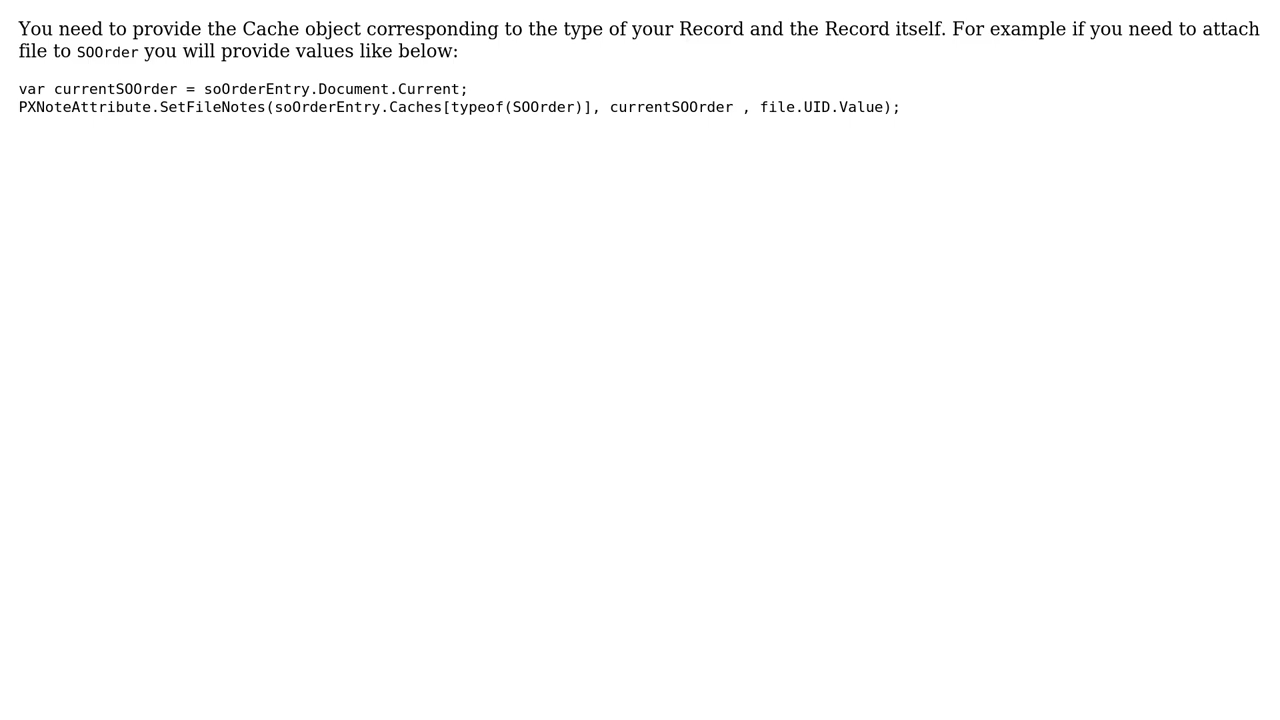 You need to provide the Cache object corresponding to the type of your Record and the Record itself. For example if you need to attach
file to SOOrder you will provide values like below:
var currentSOOrder = soOrderEntry.Document.Current;
PXNoteAttribute.SetFileNotes(soOrderEntry.Caches[typeof(SOOrder)], currentSOOrder , file.UID.Value);